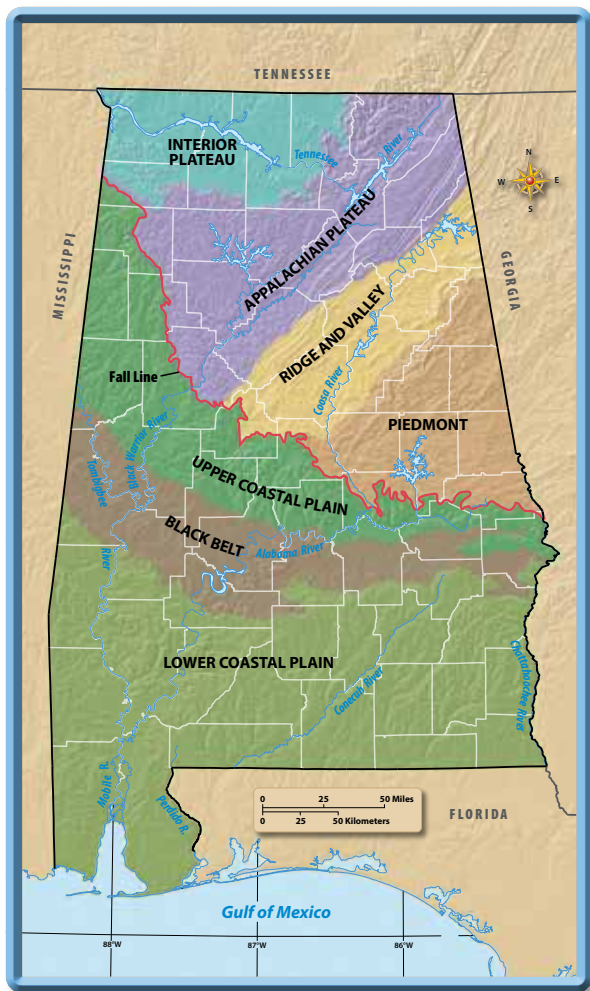 TENNESSEE
INTERIOR
PLATEAU
Tennessee
River
N
W
E
S
APPALACHIAN PLATEAU
MISSISSIPPI
GEORGIA
RIDGE AND VALLEY
Fall Line
Coosa River
Black Warrior River
PIEDMONT
Tombigbee
River
UPPER COASTAL PLAIN
BLACK BELT
Alabama River
LOWER COASTAL PLAIN
Conecuh River
Chattahoochee River
Mobile R.
Perdido R.
0 25 50 Miles
0 25 50 Kilometers
FLORIDA
Gulf of Mexico
88°W
87°W
86°W